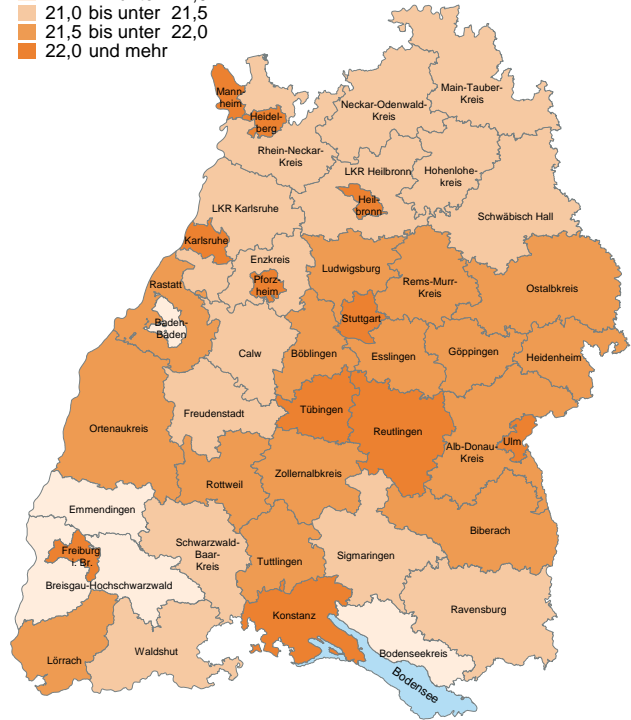 21,0 bis unter 21,5
21,5 bis unter 22,0
22,0 und mehr
Main-Tauber-
Kreis
Mann-
heim
Neckar-Odenwald-
Kreis
Heidel-
berg
Rhein-Neckar-
Kreis
LKR Heilbronn
Hohenlohe-
kreis
Heil-
bronn
LKR Karlsruhe
Schwäbisch Hall
Karlsruhe
Enzkreis
Ludwigsburg
Rastatt
Pforz-
heim
Rems-Murr-
Kreis
Ostalbkreis
Baden-
Baden
Stuttgart
Calw
Böblingen
Esslingen
Göppingen
Heidenheim
Freudenstadt
Tübingen
Ortenaukreis
Reutlingen
Alb-Donau-
Kreis
Ulm
Rottweil
Zollernalbkreis
Emmendingen
Biberach
Schwarzwald-
Baar-
Kreis
Freiburg
i. Br.
Tuttlingen
Sigmaringen
Breisgau-Hochschwarzwald
Konstanz
Ravensburg
Lörrach
Waldshut
Bodenseekreis
Bodensee